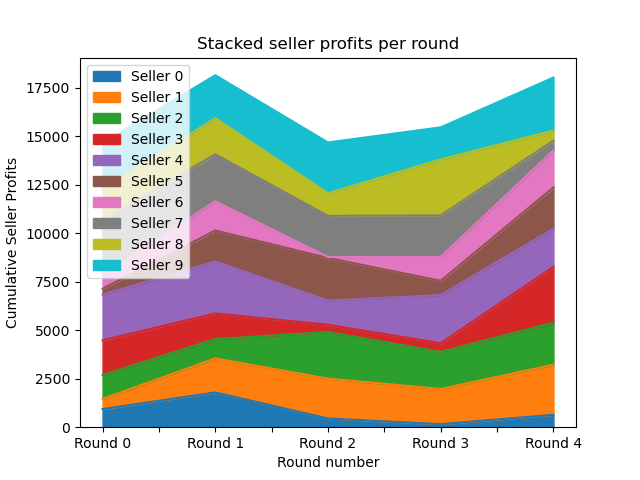 Stacked seller profits per round
Cumulative Seller Profits
17500
15000
12500
10000
7500
5000
2500
0
Seller 0
Seller 1
Seller 2
Seller 3
Seller 4
Seller 5
Seller 6
Seller 7
Seller 8
Seller 9
Round 0 Round 1 Round 2 Round 3 Round 4
Round number